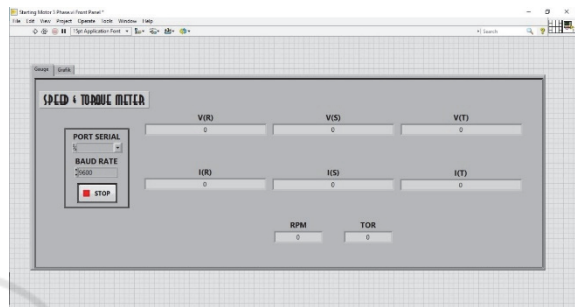 Starting Motor 3 Phase.vi Front Panel *
File Edit View Project Operate Tools Window Help
15pt Application Font
Search
Gauge Grafik
SPEED & TORQUE METER
V(R) V(S) V(T)
0 0 0
PORT SERIAL
BAUD RATE
9600
I(R) I(S) I(T)
0 0 0
STOP
RPM TOR
0 0